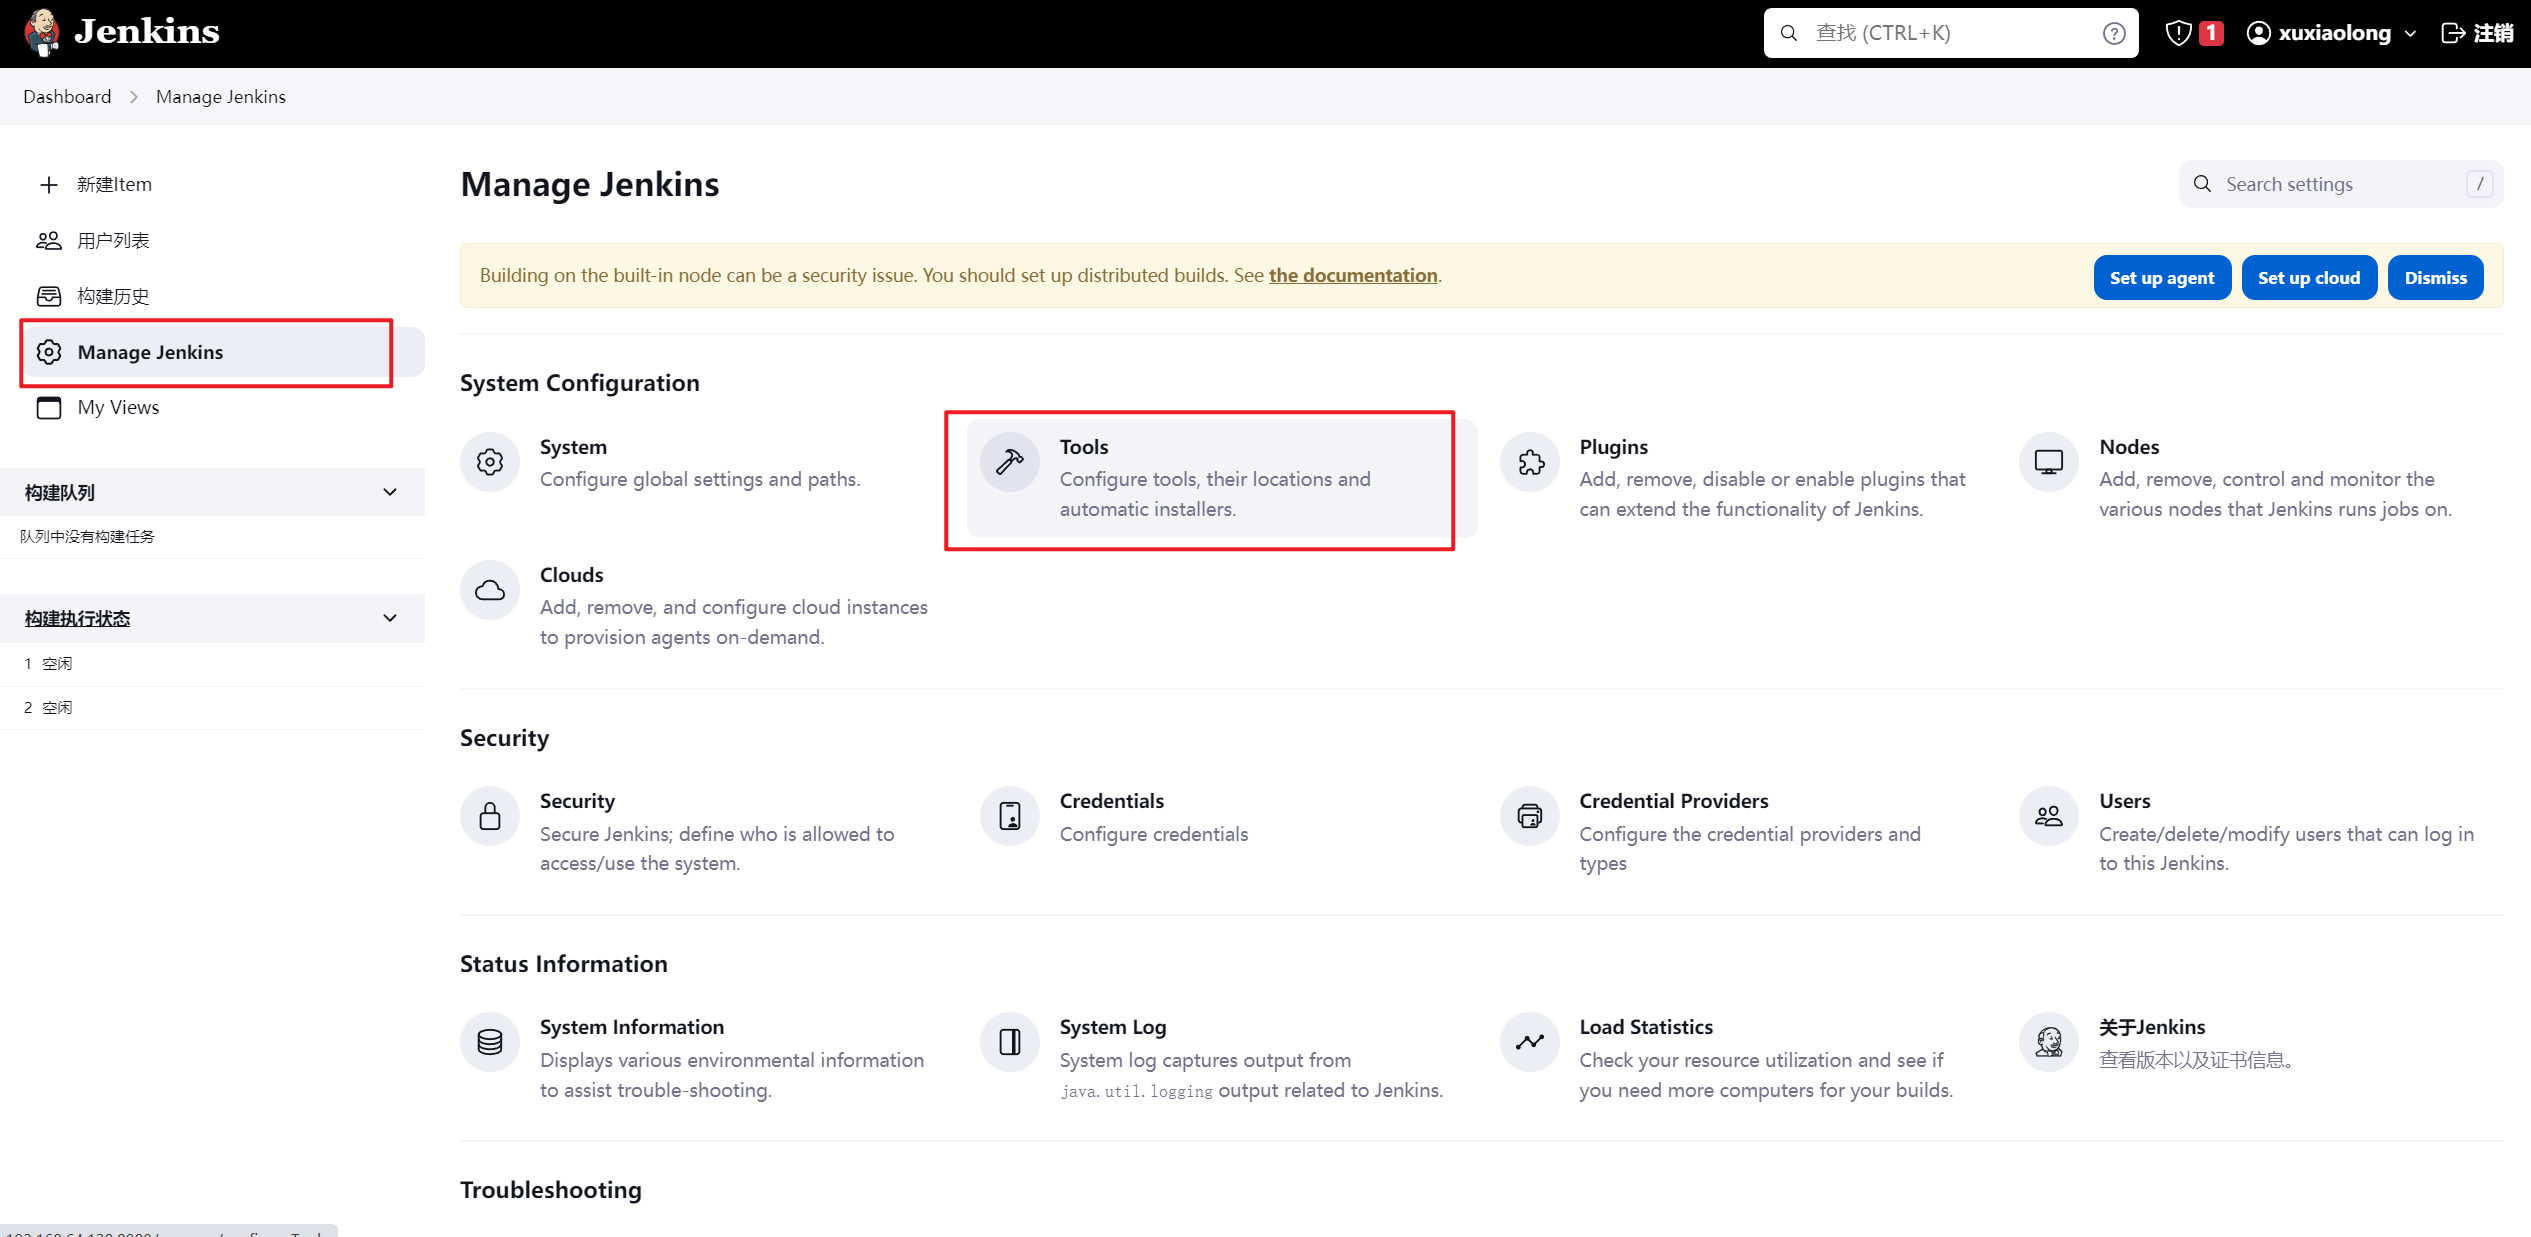 Jenkins
查找 (CTRL+K)
1
xuxiaolong
注销
Dashboard
Manage Jenkins
新建Item
用户列表
构建历史
Manage Jenkins
My Views
构建队列
队列中没有构建任务
构建执行状态
1 空闲
2 空闲
Manage Jenkins
Search settings
/
Building on the built-in node can be a security issue. You should set up distributed builds. See the documentation.
Set up agent
Set up cloud
Dismiss
System Configuration
System
Configure global settings and paths.
Tools
Configure tools, their locations and
automatic installers.
Plugins
Add, remove, disable or enable plugins that
can extend the functionality of Jenkins.
Nodes
Add, remove, control and monitor the
various nodes that Jenkins runs jobs on.
Clouds
Add, remove, and configure cloud instances
to provision agents on-demand.
Security
Security
Secure Jenkins; define who is allowed to
access/use the system.
Credentials
Configure credentials
Credential Providers
Configure the credential providers and
types
Users
Create/delete/modify users that can log in
to this Jenkins.
Status Information
System Information
Displays various environmental information
to assist trouble-shooting.
System Log
System log captures output from
java.util.logging output related to Jenkins.
Load Statistics
Check your resource utilization and see if
you need more computers for your builds.
关于Jenkins
查看版本以及证书信息。
Troubleshooting